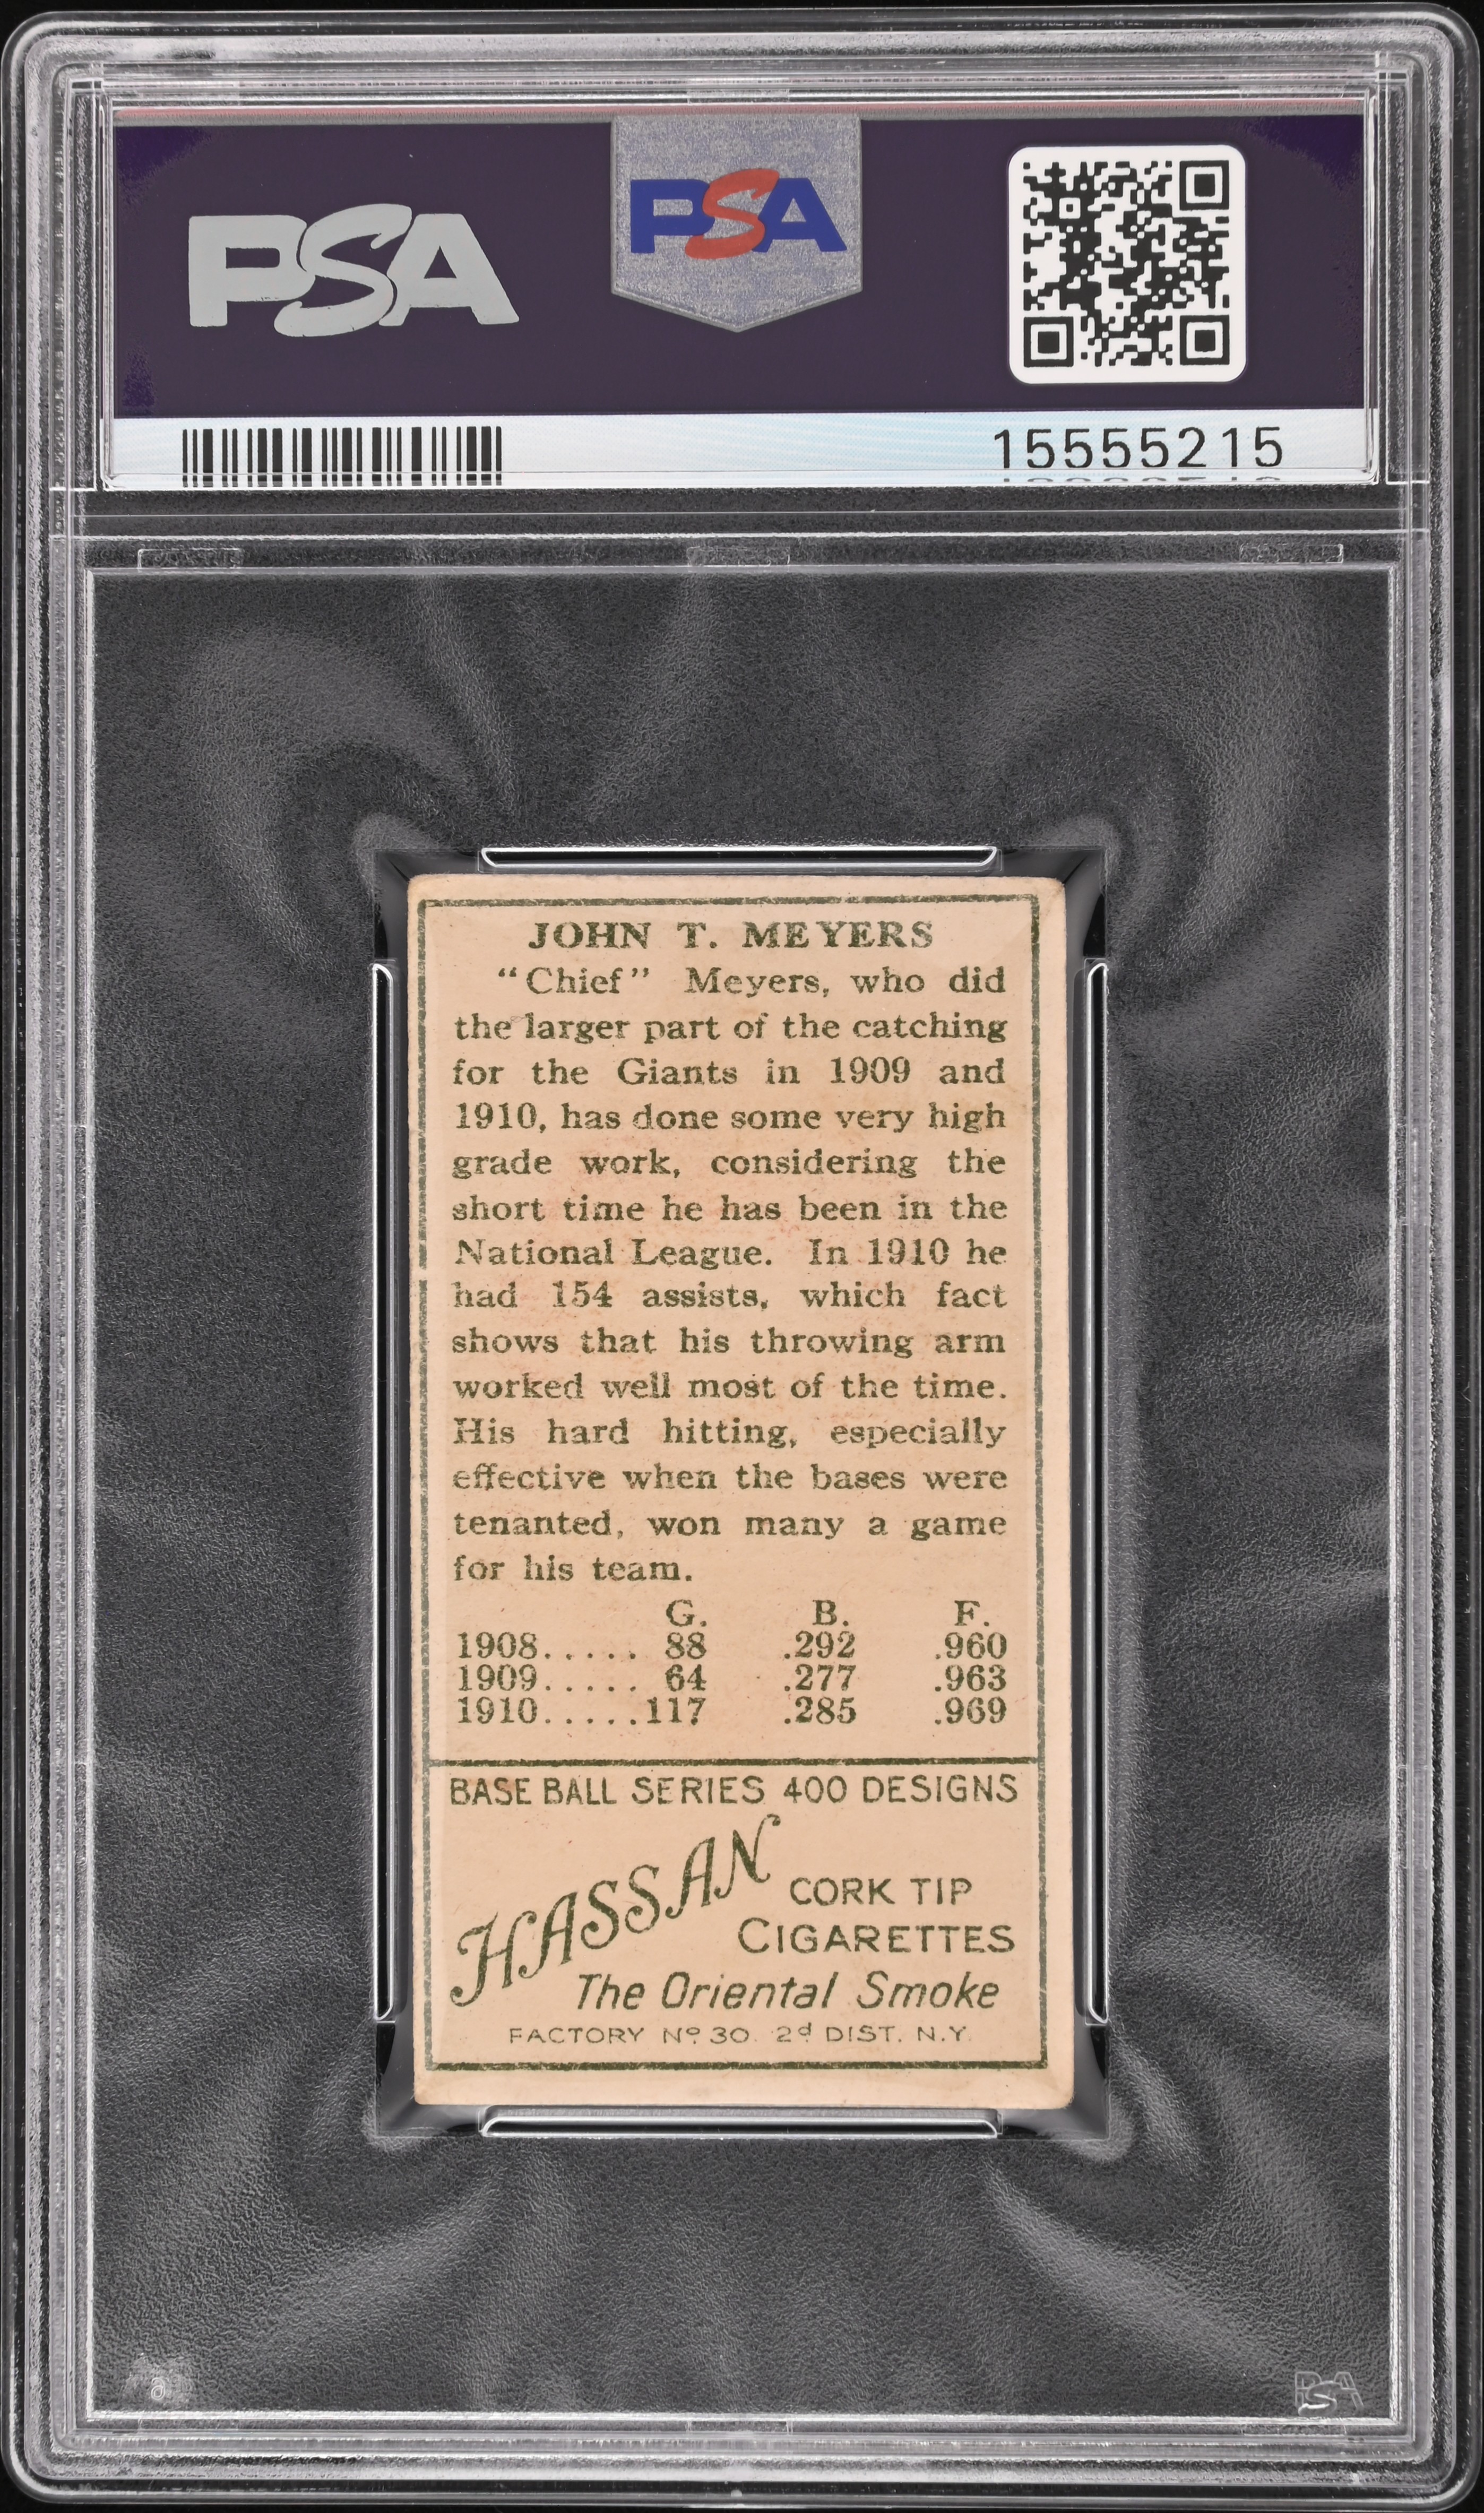 PSA
PSA
15555215
JOHN T. MEYERS
“Chief” Meyers, who did
the larger part of the catching
for the Giants in 1909 and
1910, has done some very high
grade work, considering the
short time he has been in the
National League. In 1910 he
had 154 assists, which fact
shows that his throwing arm
worked well most of the time.
His hard hitting, especially
effective when the bases were
tenanted, won many a game
for his team.
G. B. F.
1908..... 88 .292 .960
1909..... 64 .277 .963
1910.....117 .285 .969
BASE BALL SERIES 400 DESIGNS
HASSAN CORK TIP
CIGARETTES
The Oriental Smoke
FACTORY Nº 30. 2d DIST. N.Y.
PSA